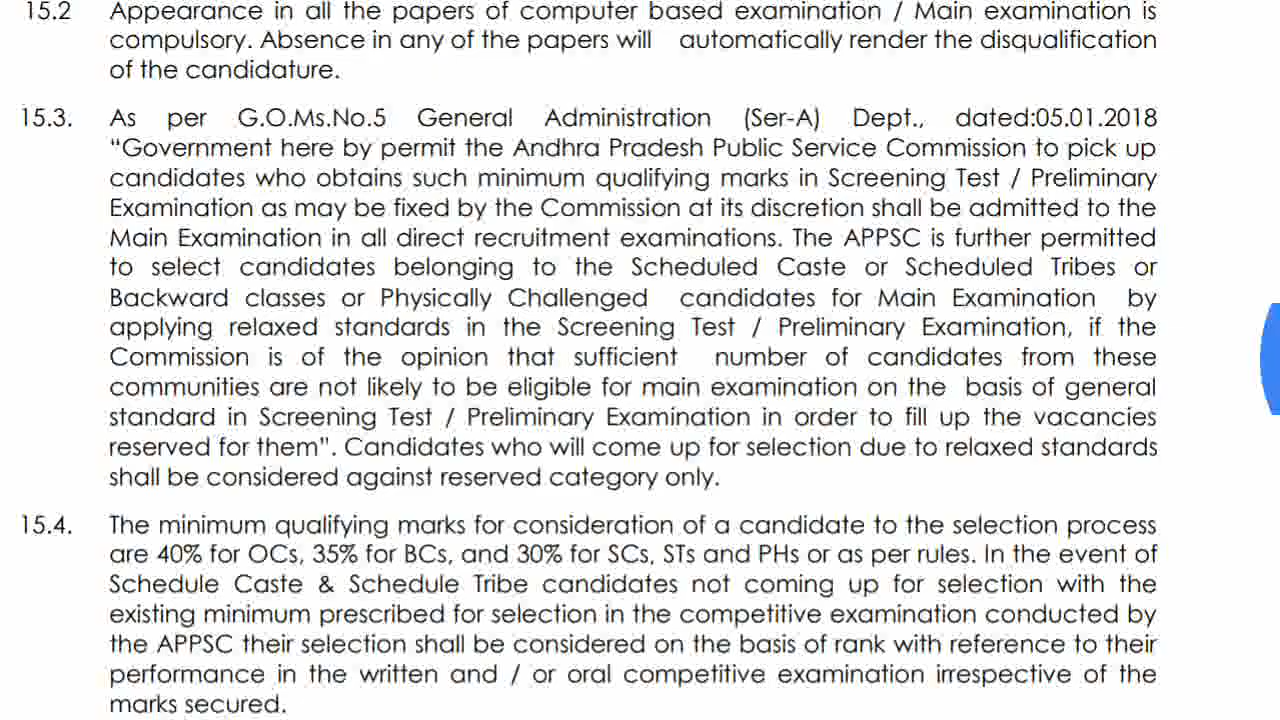 15.2 Appearance in all the papers of computer based examination / Main examination is
compulsory. Absence in any of the papers will automatically render the disqualification
of the candidature.
15.3. As per G.O.Ms.No.5 General Administration (Ser-A) Dept., dated:05.01.2018
"Government here by permit the Andhra Pradesh Public Service Commission to pick up
candidates who obtains such minimum qualifying marks in Screening Test / Preliminary
Examination as may be fixed by the Commission at its discretion shall be admitted to the
Main Examination in all direct recruitment examinations. The APPSC is further permitted
to select candidates belonging to the Scheduled Caste or Scheduled Tribes or
Backward classes or Physically Challenged candidates for Main Examination by
applying relaxed standards in the Screening Test / Preliminary Examination, if the
Commission is of the opinion that sufficient number of candidates from these
communities are not likely to be eligible for main examination on the basis of general
standard in Screening Test / Preliminary Examination in order to fill up the vacancies
reserved for them". Candidates who will come up for selection due to relaxed standards
shall be considered against reserved category only.
15.4. The minimum qualifying marks for consideration of a candidate to the selection process
are 40% for OCs, 35% for BCs, and 30% for SCs, STs and PHs or as per rules. In the event of
Schedule Caste & Schedule Tribe candidates not coming up for selection with the
existing minimum prescribed for selection in the competitive examination conducted by
the APPSC their selection shall be considered on the basis of rank with reference to their
performance in the written and / or oral competitive examination irrespective of the
marks secured.